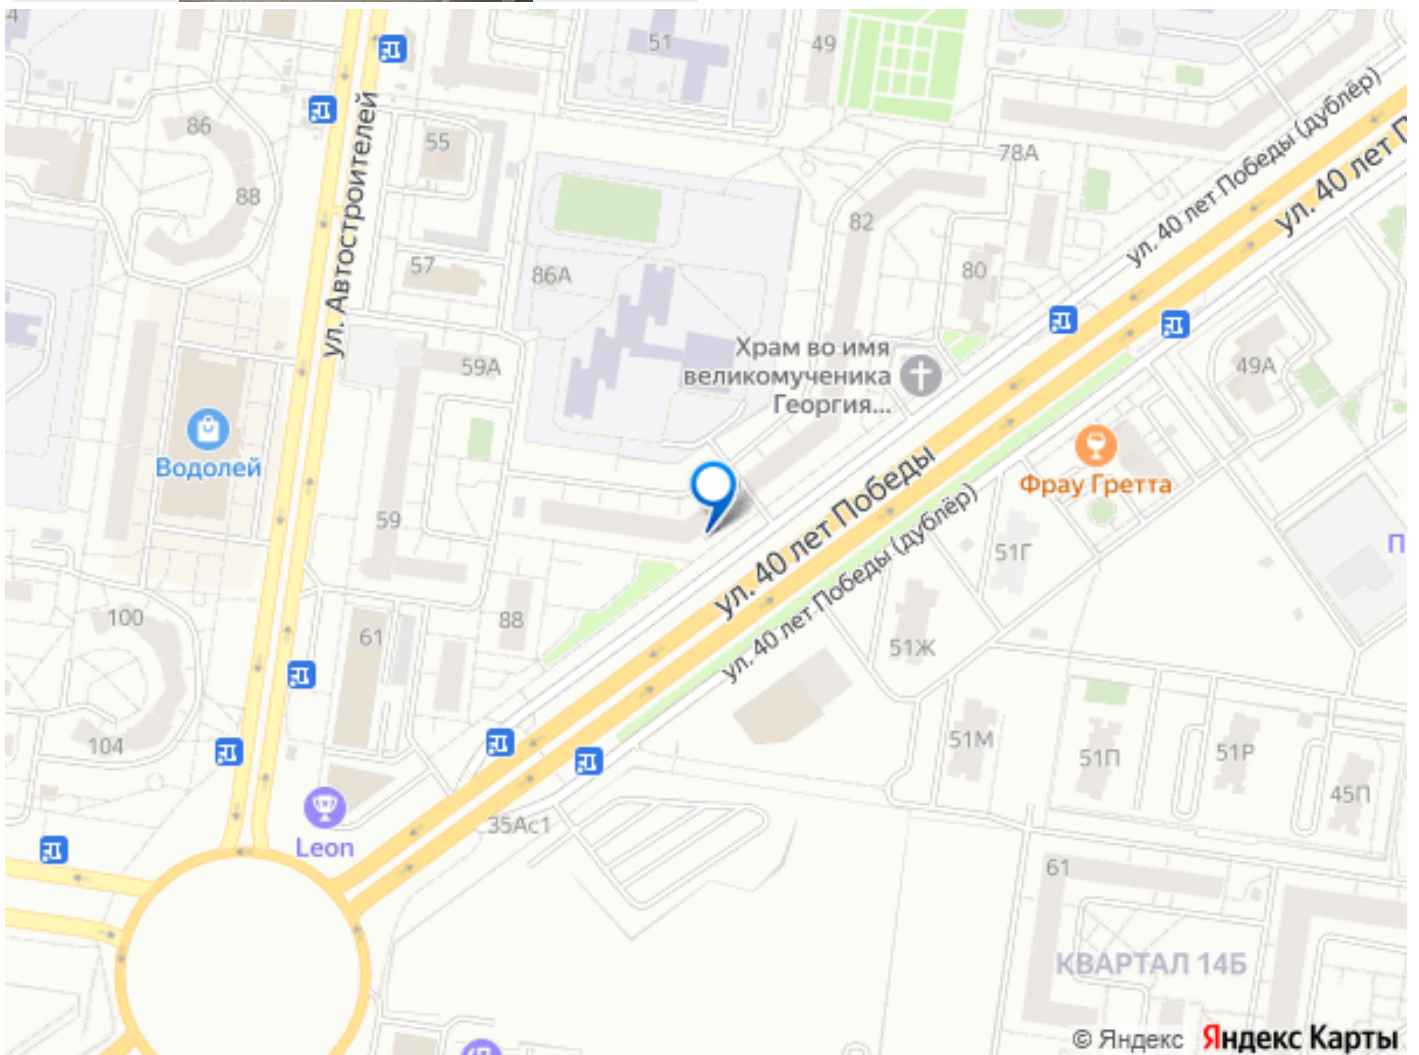 4
51
49
ул. Автостроителей
86
55
78А
ул. 40 лет Победы (дублёр)
ул. 40 лет П
88
82
57
86А
80
Храм во имя
великомученика
Георгия...
59А
49А
Водолей
Фрау Гретта
ул. 40 лет Победы
59
51Г
П
ул. 40 лет Победы (дублёр)
100
88
61
51Ж
104
51М
51П
51Р
45П
35Ас1
Leon
61
КВАРТАЛ 14Б
© Яндекс Яндекс Карты